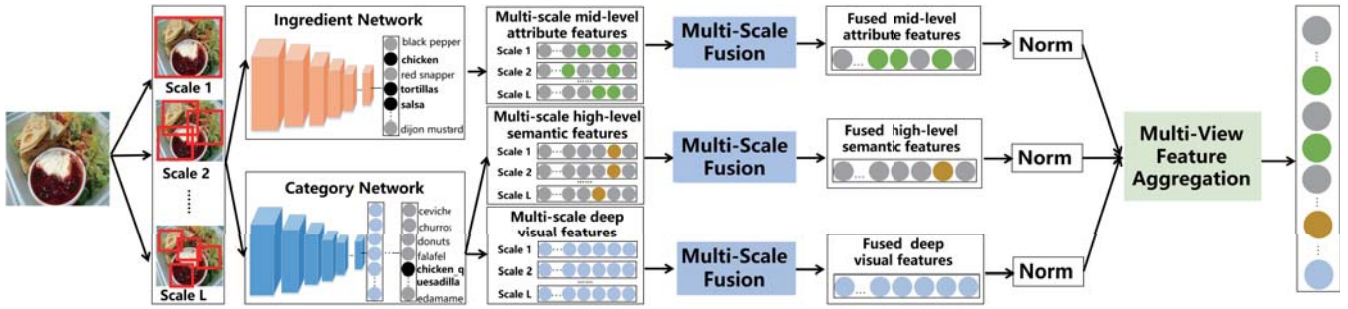 Scale 1
Scale 2
Scale L
Ingredient Network
black pepper
chicken
red snapper
tortillas
salsa
dijon mustard
Category Network
ceviche
churros
donuts
falafel
chicken_q
uesadilla
edamame
Multi-scale mid-level
attribute features
Scale 1
Scale 2
Scale L
Multi-scale high-level
semantic features
Scale 1
Scale 2
Scale L
Multi-scale deep
visual features
Scale 1
Scale 2
Scale L
Multi-Scale
Fusion
Multi-Scale
Fusion
Multi-Scale
Fusion
Fused mid-level
attribute features
Fused high-level
semantic features
Fused deep
visual features
Norm
Norm
Norm
Multi-View
Feature
Aggregation